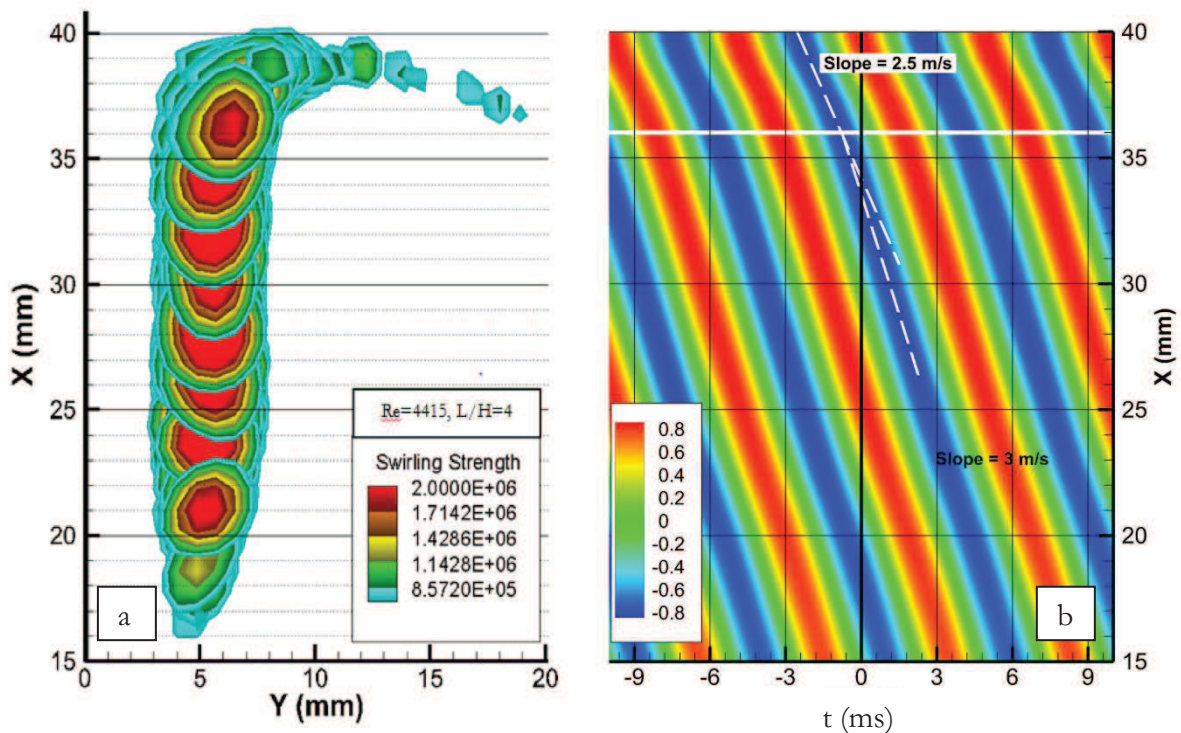 40
35
30
25
20
15
X (mm)
0
5
10
15
20
Y (mm)
Re=4415, L/H=4
Swirling Strength
2.0000E+06
1.7142E+06
1.4286E+06
1.1428E+06
8.5720E+05
a
Slope = 2.5 m/s
Slope = 3 m/s
0.8
0.6
0.4
0.2
0
-0.2
-0.4
-0.6
-0.8
b
40
35
30
25
20
15
X (mm)
-9
-6
-3
0
3
6
9
t (ms)